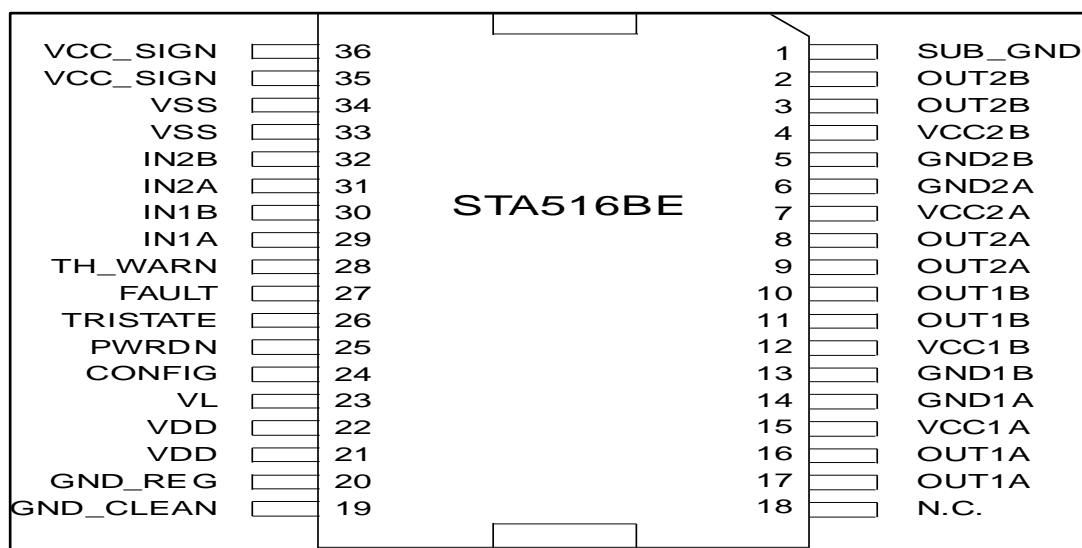 VCC_SIGN 36 1 SUB_GND
VCC_SIGN 35 2 OUT2B
VSS 34 3 OUT2B
VSS 33 4 VCC2B
IN2B 32 5 GND2B
IN2A 31 6 GND2A
STA516BE
IN1B 30 7 VCC2A
IN1A 29 8 OUT2A
TH_WARN 28 9 OUT2A
FAULT 27 10 OUT1B
TRISTATE 26 11 OUT1B
PWRDN 25 12 VCC1B
CONFIG 24 13 GND1B
VL 23 14 GND1A
VDD 22 15 VCC1A
VDD 21 16 OUT1A
GND_REG 20 17 OUT1A
GND_CLEAN 19 18 N.C.